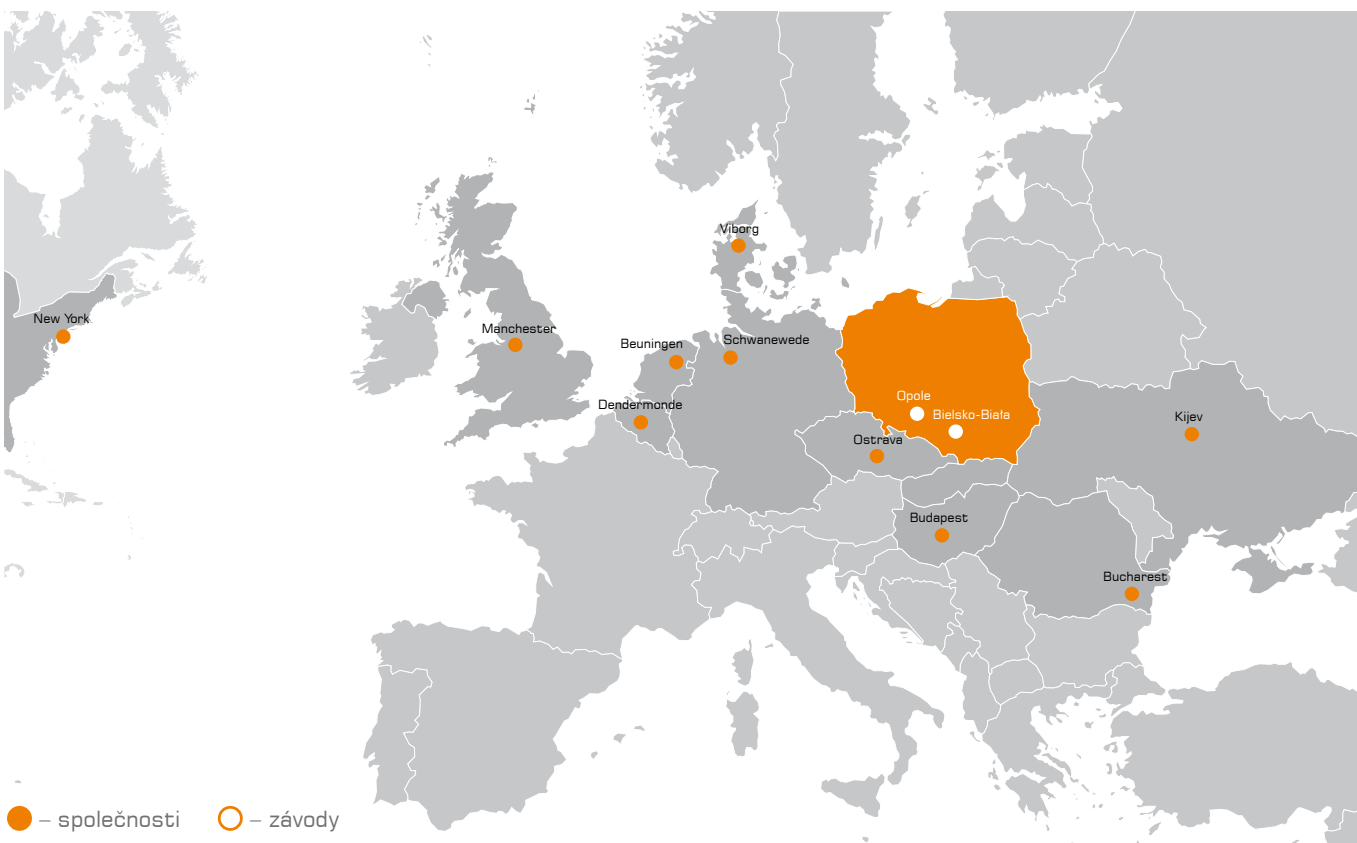 Viborg
New York
Manchester
Beuningen
Schwanewede
Dendermonde
Opole
Bielsko-Biała
Kijev
Ostrava
Budapest
Bucharest
– společnosti
– závody